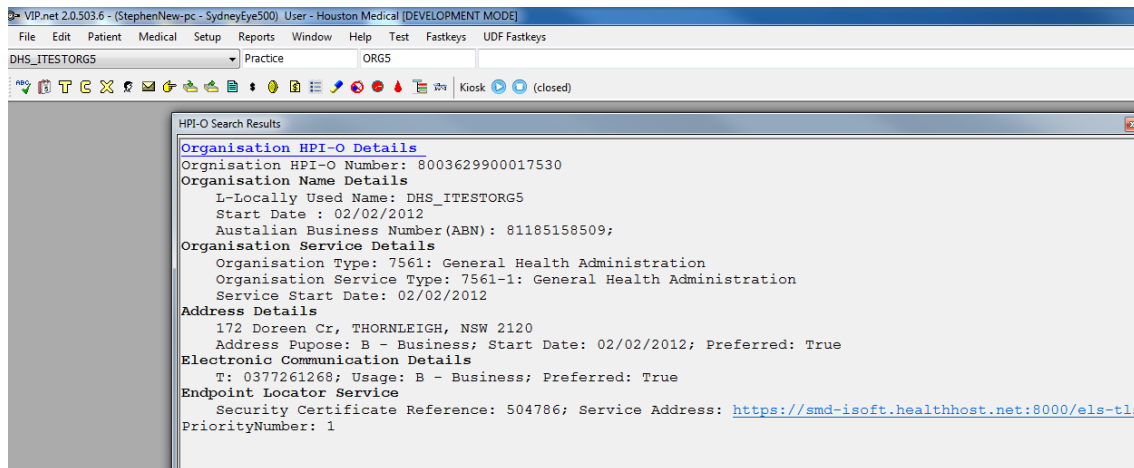 VIP.net 2.0.503.6 - (StephenNew-pc - SydneyEye500) User - Houston Medical [DEVELOPMENT MODE]
File Edit Patient Medical Setup Reports Window Help Test Fastkeys UDF Fastkeys
DHS_ITESTORG5 Practice ORG5
Kiosk (closed)
HPI-O Search Results
Organisation HPI-O Details
Orgnisation HPI-O Number: 8003629900017530
Organisation Name Details
L-Locally Used Name: DHS_ITESTORG5
Start Date : 02/02/2012
Austalian Business Number(ABN): 81185158509;
Organisation Service Details
Organisation Type: 7561: General Health Administration
Organisation Service Type: 7561-1: General Health Administration
Service Start Date: 02/02/2012
Address Details
172 Doreen Cr, THORNLEIGH, NSW 2120
Address Pupose: B - Business; Start Date: 02/02/2012; Preferred: True
Electronic Communication Details
T: 0377261268; Usage: B - Business; Preferred: True
Endpoint Locator Service
Security Certificate Reference: 504786; Service Address: https://smd-isoft.healthhost.net:8000/els-tl
PriorityNumber: 1